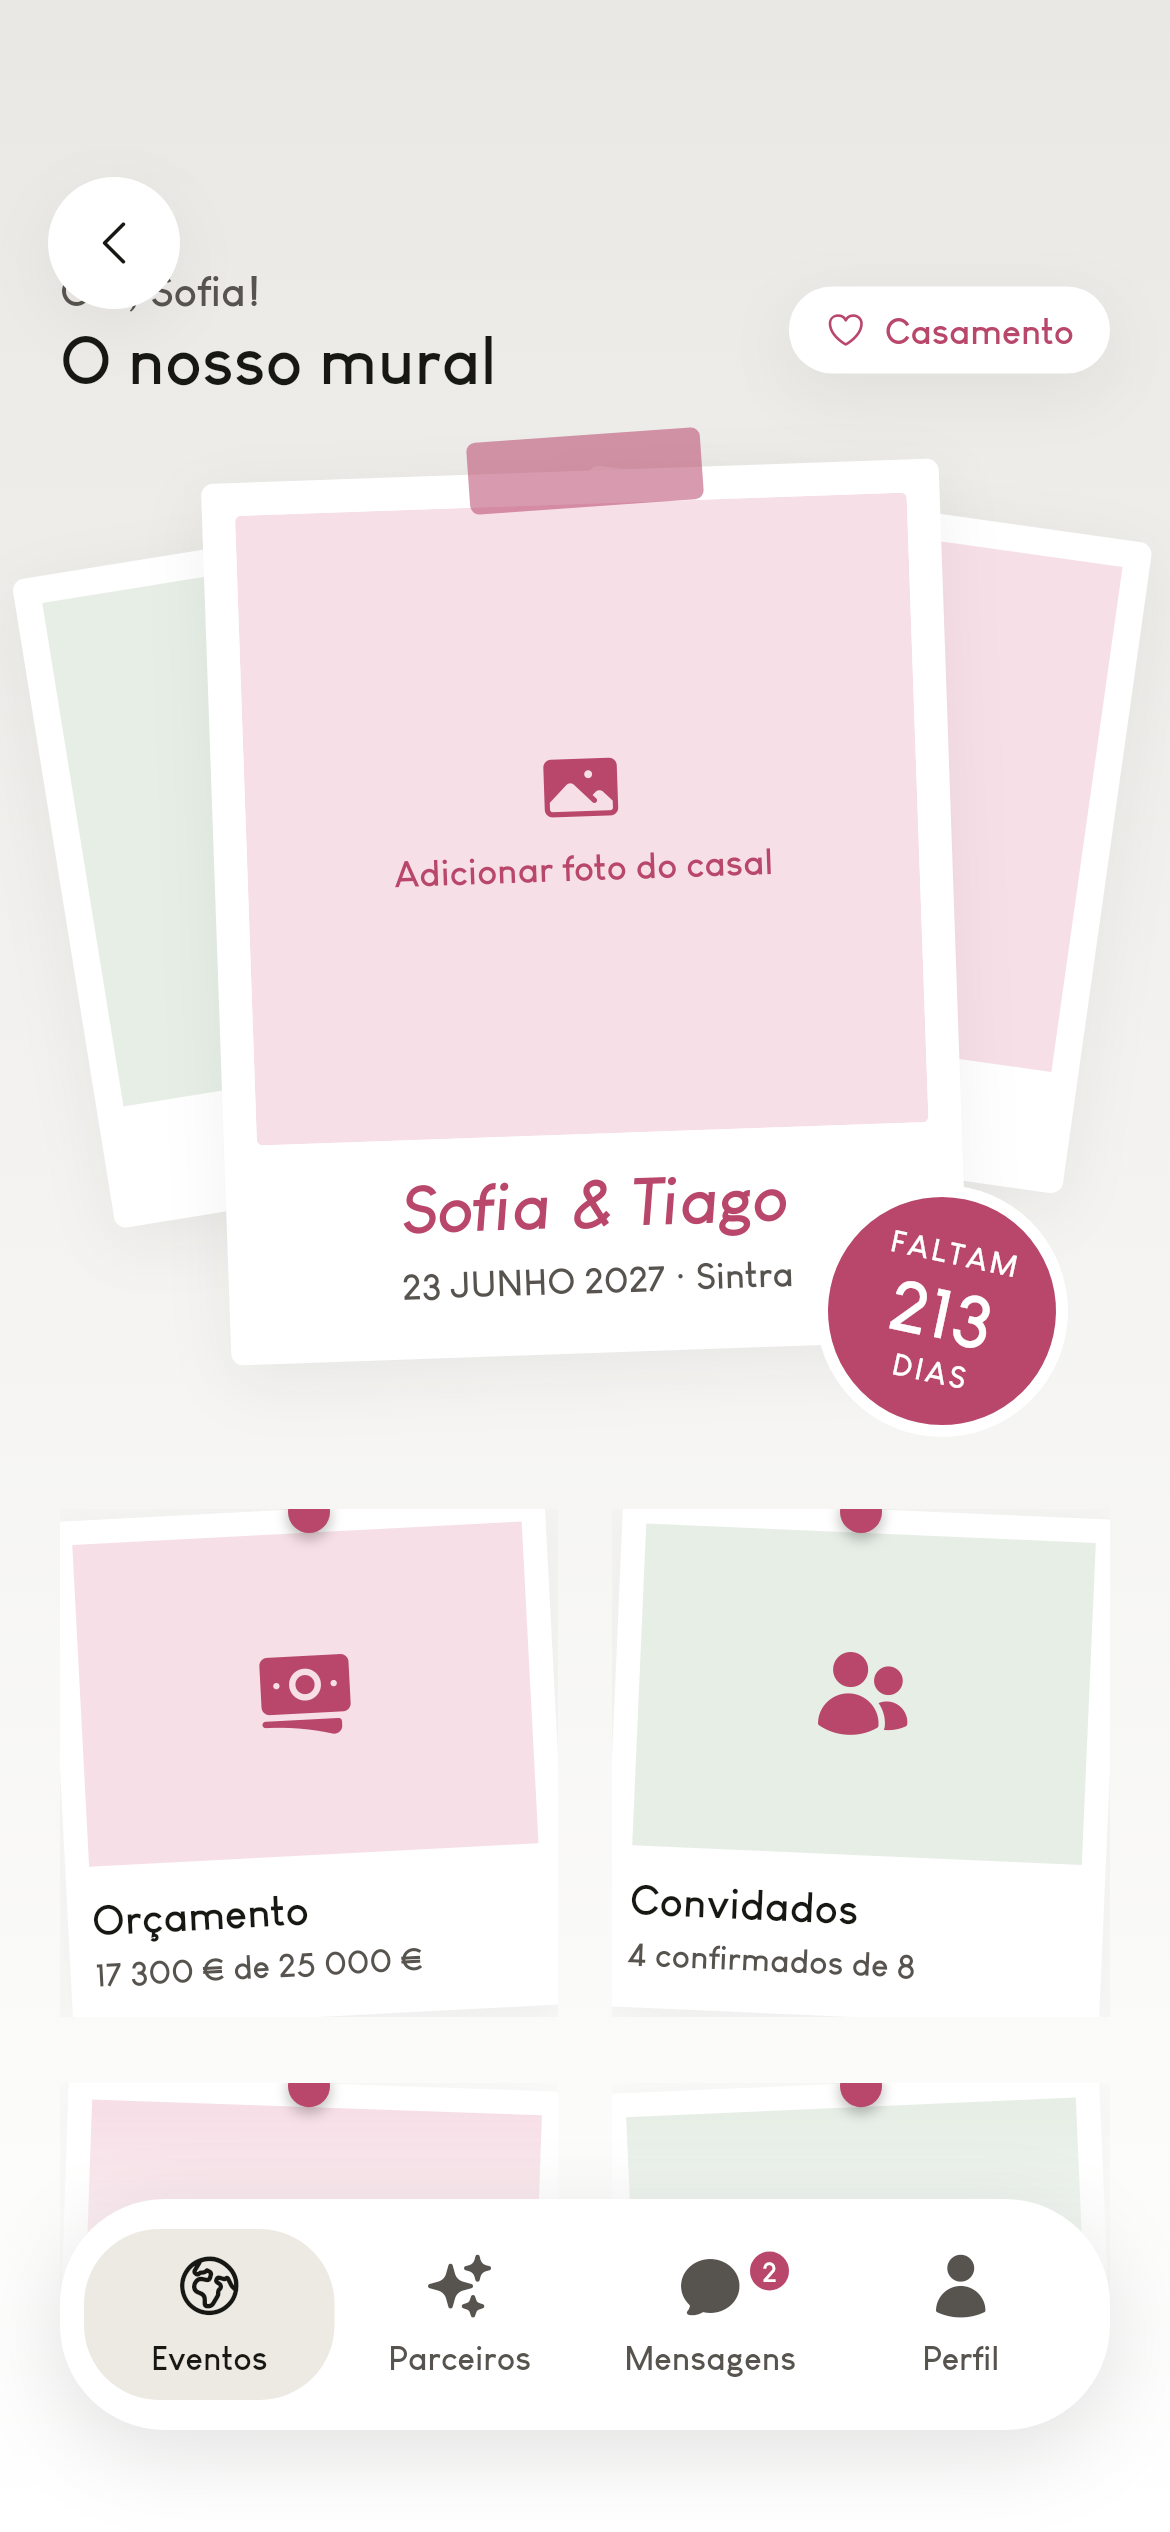 Sofia!
O nosso mural
Casamento
Adicionar foto do casal
Sofia & Tiago
23 JUNHO 2027 · Sintra
FALTAM
213
DIAS
Orçamento
17 300 € de 25 000 €
Convidados
4 confirmados de 8
Eventos
Parceiros
Mensagens
2
Perfil